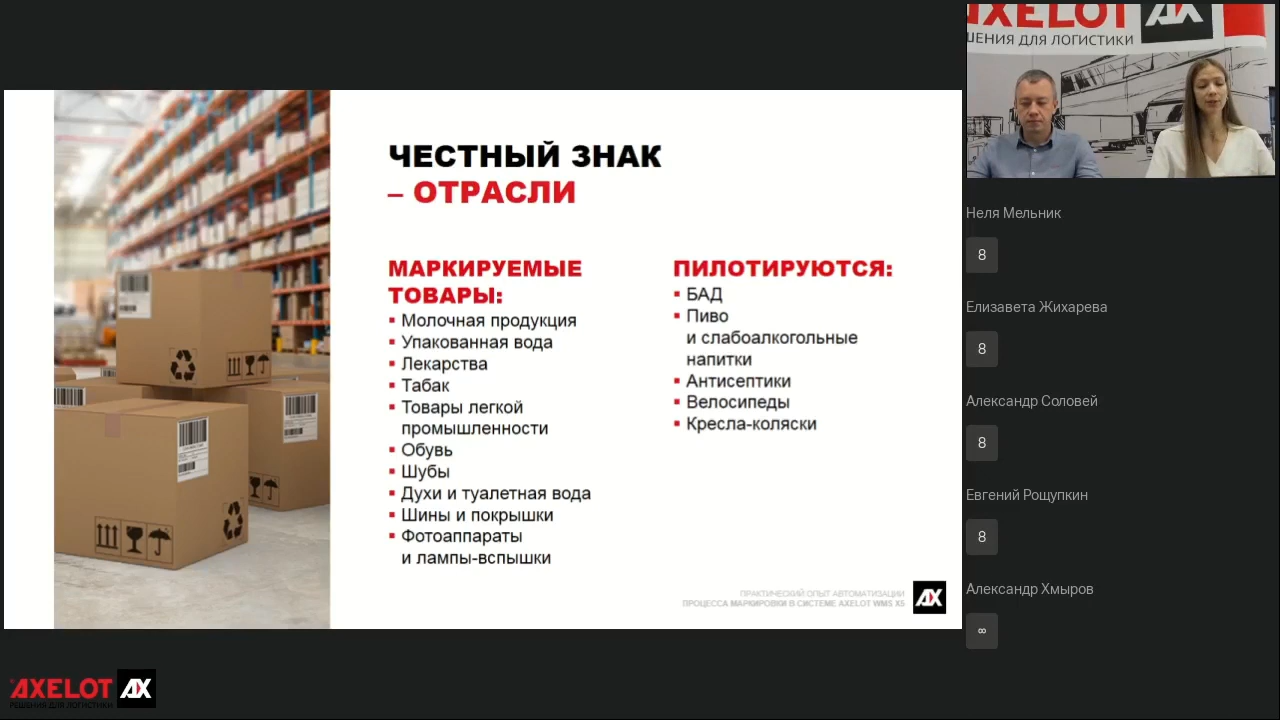 AXELOT
РЕШЕНИЯ ДЛЯ ЛОГИСТИКИ
ЧЕСТНЫЙ ЗНАК
– ОТРАСЛИ
МАРКИРУЕМЫЕ
ТОВАРЫ:
▪ Молочная продукция
▪ Упакованная вода
▪ Лекарства
▪ Табак
▪ Товары легкой
промышленности
▪ Обувь
▪ Шубы
▪ Духи и туалетная вода
▪ Шины и покрышки
▪ Фотоаппараты
и лампы-вспышки
ПИЛОТИРУЮТСЯ:
▪ БАД
▪ Пиво
и слабоалкогольные
напитки
▪ Антисептики
▪ Велосипеды
▪ Кресла-коляски
ПРАКТИЧЕСКИЙ ОПЫТ АВТОМАТИЗАЦИИ
ПРОЦЕССА МАРКИРОВКИ В СИСТЕМЕ AXELOT WMS X5
AX
Неля Мельник
8
Елизавета Жихарева
8
Александр Соловей
8
Евгений Рощупкин
8
Александр Хмыров
8
AXELOT AX
РЕШЕНИЯ ДЛЯ ЛОГИСТИКИ